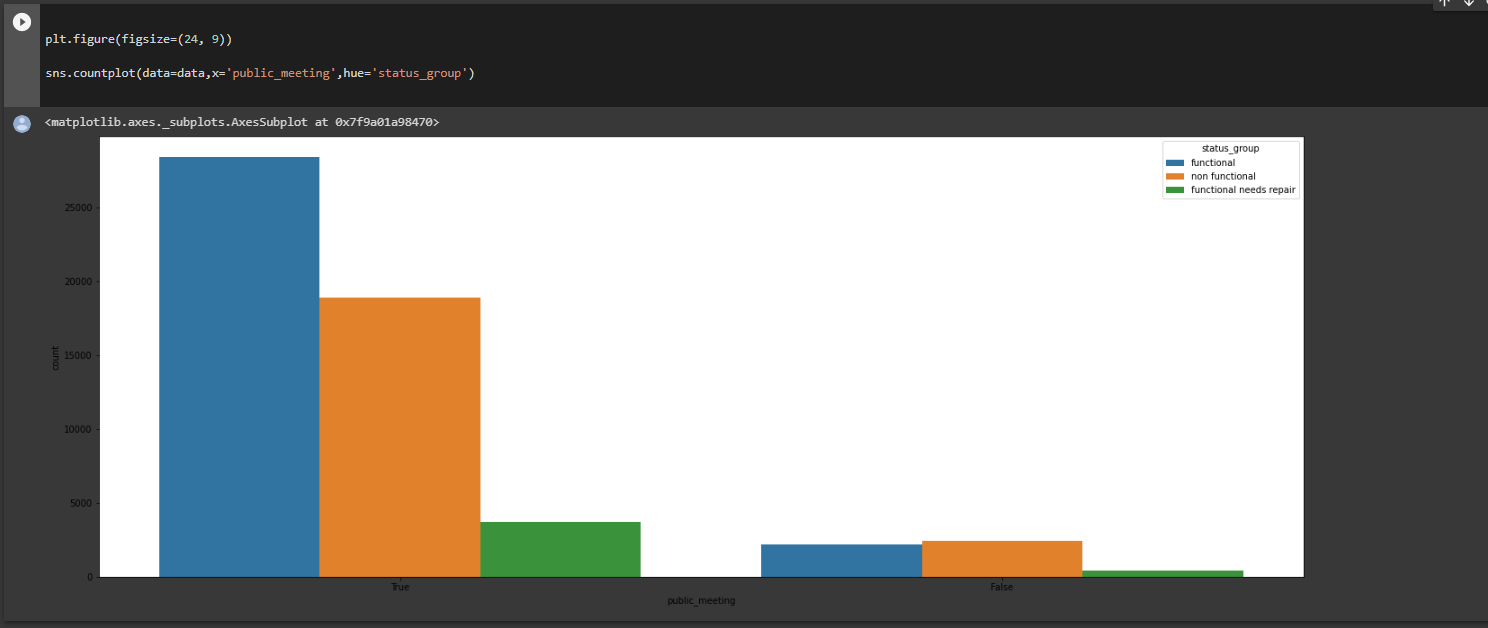 plt.figure(figsize=(24, 9))
sns.countplot(data=data,x='public_meeting',hue='status_group')
<matplotlib.axes._subplots.AxesSubplot at 0x7f9a01a98470>
status_group
functional
non functional
functional needs repair
25000
20000
15000
10000
5000
0
count
True
False
public_meeting